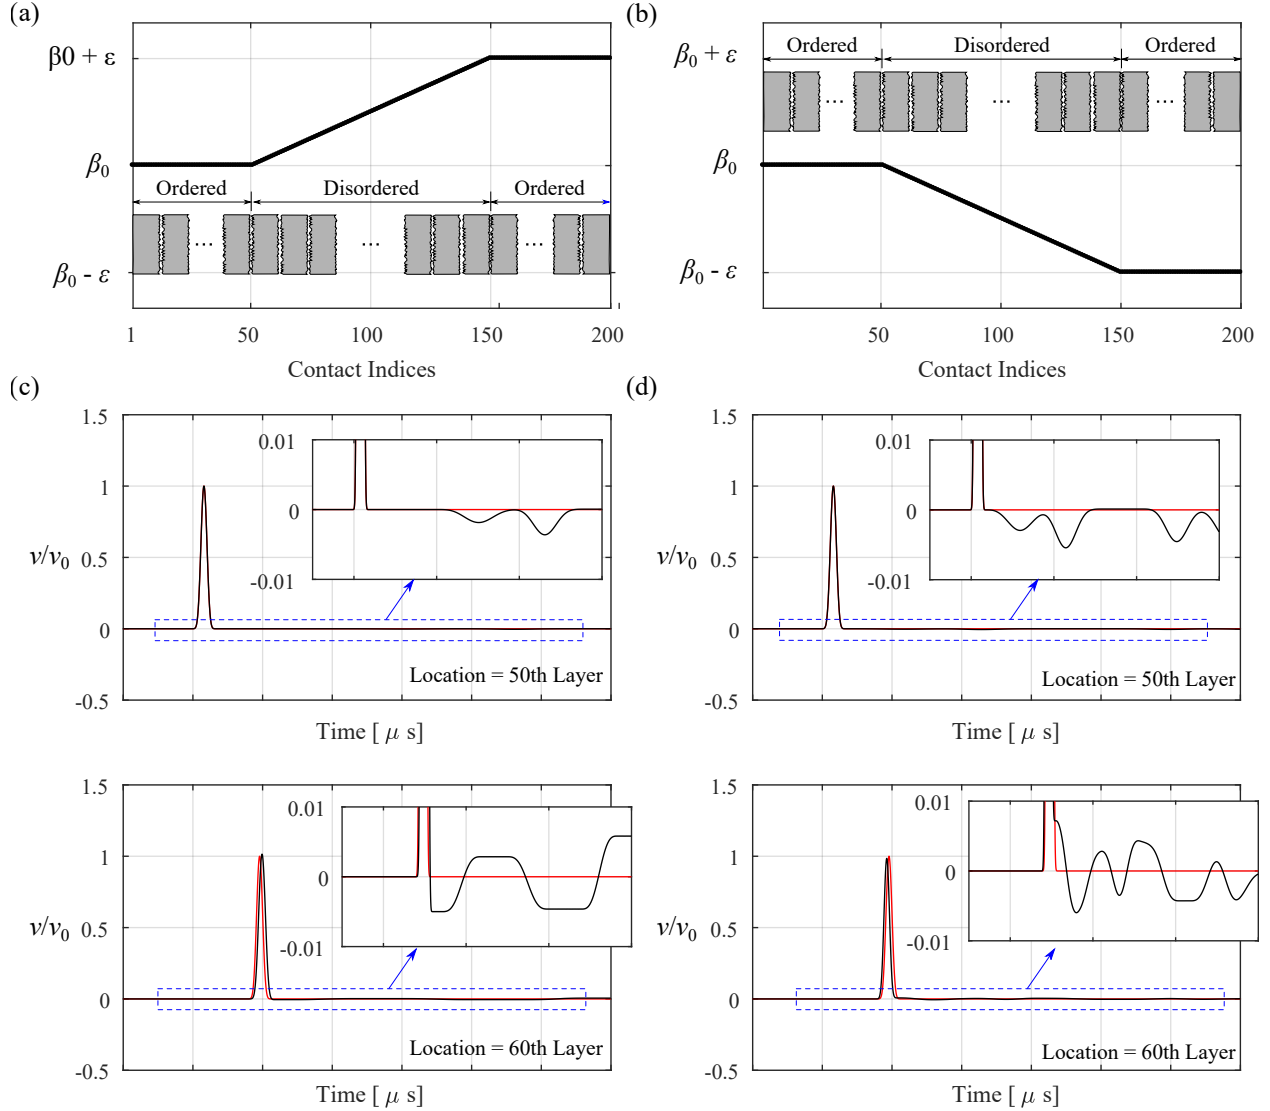 (a)
β0 + ε
β₀
β₀ - ε
Ordered Disordered Ordered
... ... ...
1 50 100 150 200
Contact Indices
(b)
β₀ + ε
β₀
β₀ - ε
Ordered Disordered Ordered
... ... ...
50 100 150 200
Contact Indices
(c)
1.5
1
0.5
0
-0.5
v/v₀
0.01
0
-0.01
Location = 50th Layer
Time [ μ s]
1.5
1
0.5
0
-0.5
v/v₀
0.01
0
-0.01
Location = 60th Layer
Time [ μ s]
(d)
1.5
1
0.5
0
-0.5
v/v₀
0.01
0
-0.01
Location = 50th Layer
Time [ μ s]
1.5
1
0.5
0
-0.5
v/v₀
0.01
0
-0.01
Location = 60th Layer
Time [ μ s]